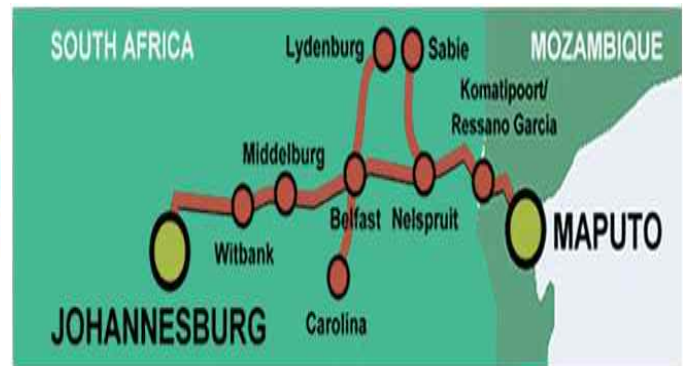 SOUTH AFRICA
MOZAMBIQUE
Lydenburg
Sabie
Komatipoort/
Ressano Garcia
Middelburg
Belfast
Nelspruit
Witbank
MAPUTO
Carolina
JOHANNESBURG